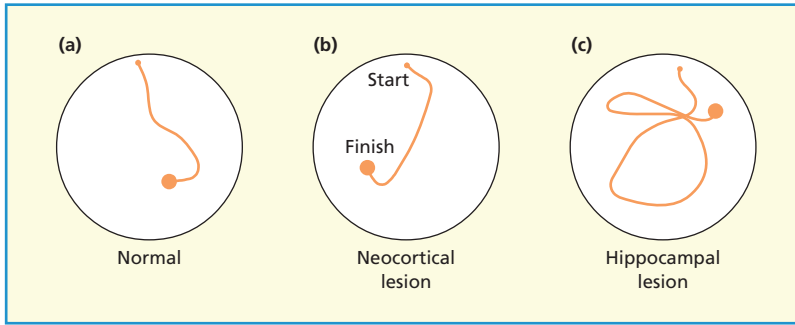 (a)
(b)
(c)
Start
Finish
Normal
Neocortical
lesion
Hippocampal
lesion